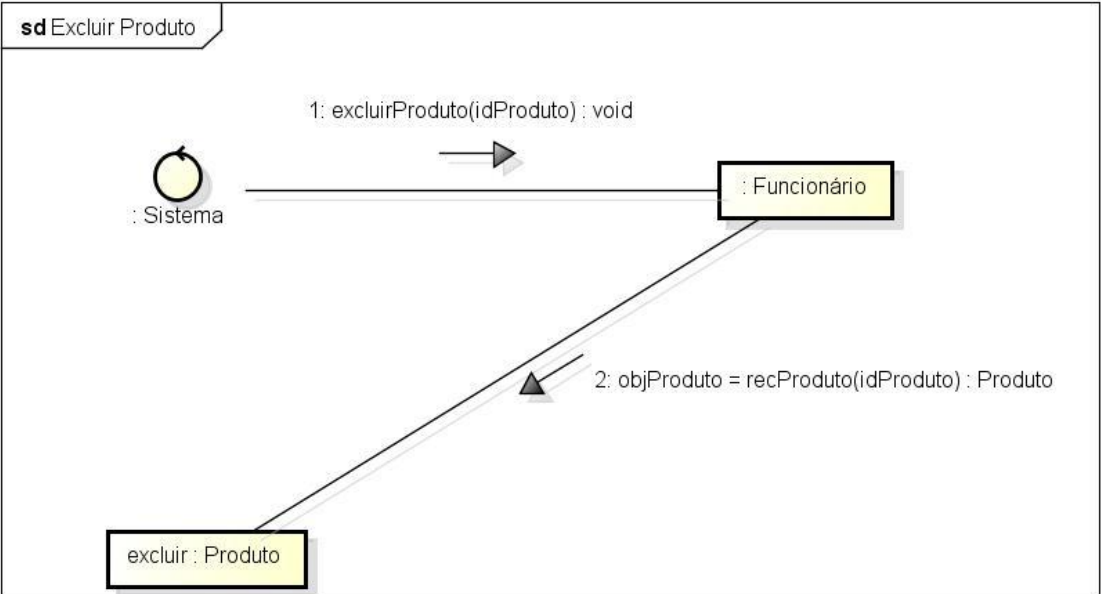 sd Excluir Produto
1: excluirProduto(idProduto) : void
: Sistema
: Funcionário
2: objProduto = recProduto(idProduto) : Produto
excluir : Produto